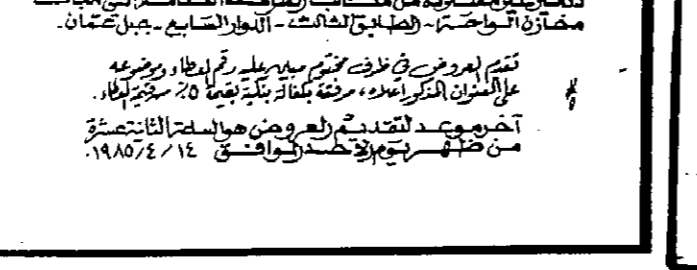 مخازن الواحة - الطابق الثالث - الدوار السابع - جبل عمان.
تقدم العروض في ظرف مختوم مبين عليه رقم العطاء وموضوعه
على العنوان المذكور أعلاه، مرفقة بكفالة بنكية بقيمة ٥٪ من قيمة العطاء.
آخر موعد لتقديم العروض هو الساعة الثانية عشرة
من ظهر يوم الاحد الموافق ١٩٨٥/٤/١٤.